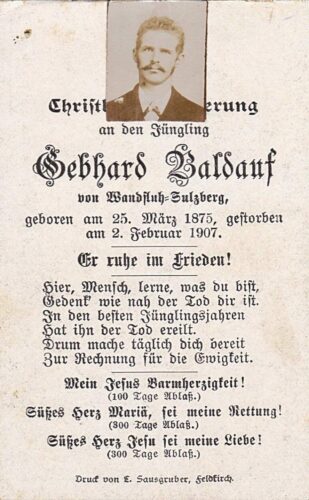 Christl erung
an den Jüngling
Gebhard Baldauf
von Wandfluh-Sulzberg,
geboren am 25. März 1875, gestorben
am 2. Februar 1907.
Er ruhe im Frieden!
Hier, Mensch, lerne, was du bist,
Gedenk' wie nah der Tod dir ist.
In den besten Jünglingsjahren
Hat ihn der Tod ereilt.
Drum mache täglich dich bereit
Zur Rechnung für die Ewigkeit.
Mein Jesus Barmherzigkeit!
(100 Tage Ablaß.)
Süßes Herz Mariä, sei meine Rettung!
(300 Tage Ablaß.)
Süßes Herz Jesu sei meine Liebe!
(300 Tage Ablaß.)
Druck von L. Sausgruber, Feldkirch.